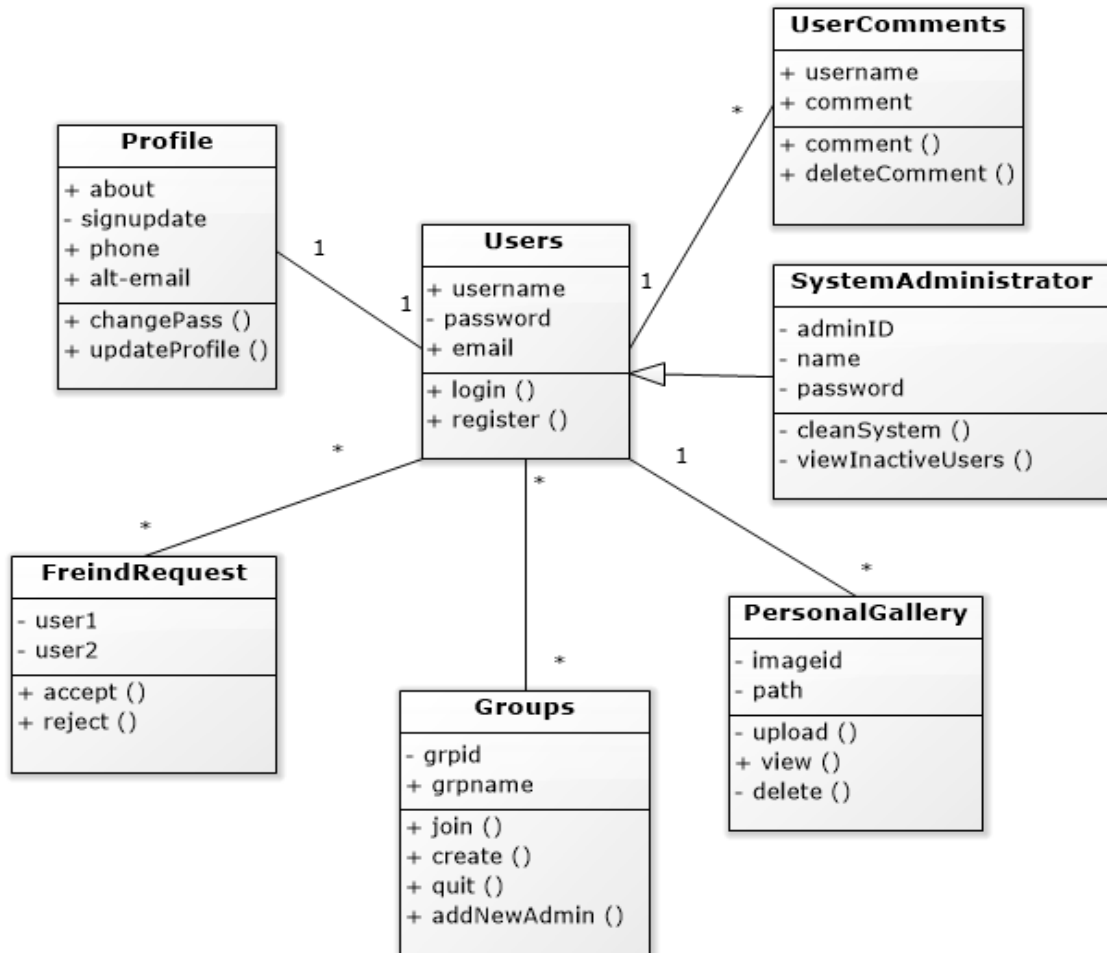 UserComments
+ username
+ comment
+ comment ()
+ deleteComment ()
*
Profile
+ about
- signupdate
+ phone
+ alt-email
+ changePass ()
+ updateProfile ()
1
1
Users
+ username
- password
+ email
+ login ()
+ register ()
1
SystemAdministrator
- adminID
- name
- password
- cleanSystem ()
- viewInactiveUsers ()
*
*
1
*
*
*
FreindRequest
- user1
- user2
+ accept ()
+ reject ()
Groups
- grpid
+ grpname
+ join ()
+ create ()
+ quit ()
+ addNewAdmin ()
PersonalGallery
- imageid
- path
- upload ()
+ view ()
- delete ()